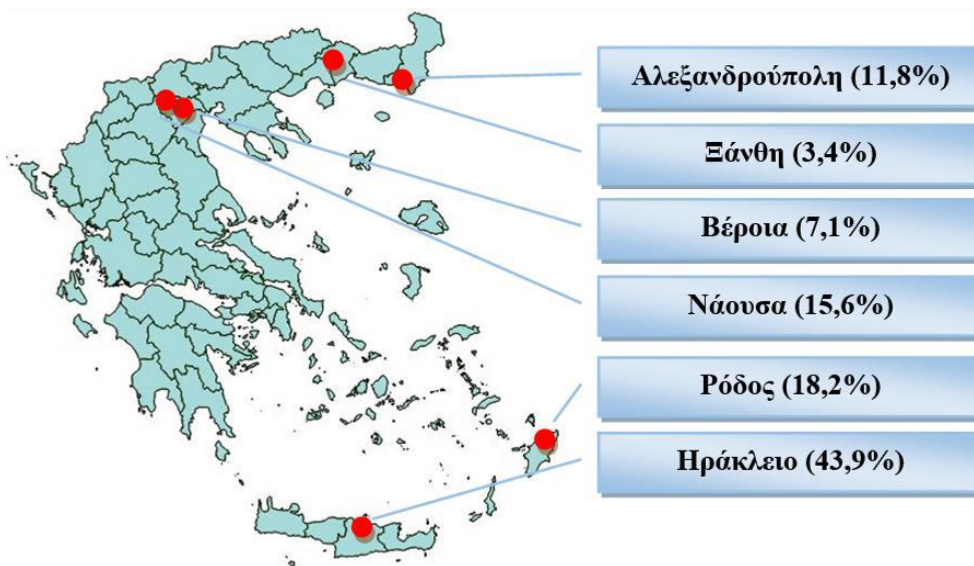 Αλεξανδρούπολη (11,8%)
Ξάνθη (3,4%)
Βέροια (7,1%)
Νάουσα (15,6%)
Ρόδος (18,2%)
Ηράκλειο (43,9%)